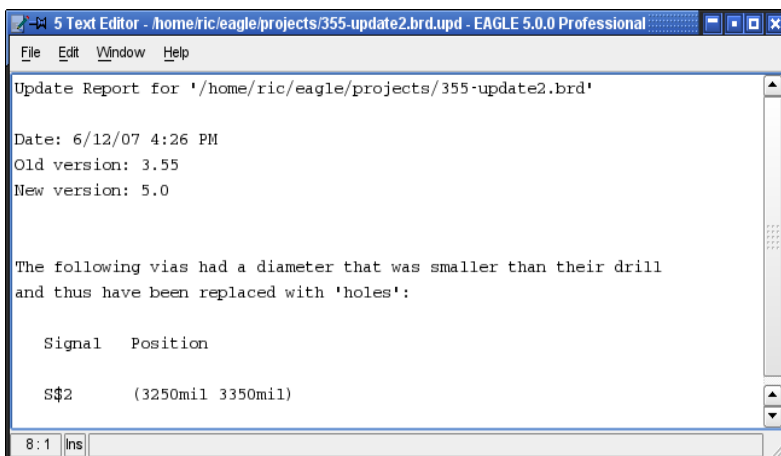 5 Text Editor - /home/ric/eagle/projects/355-update2.brd.upd - EAGLE 5.0.0 Professional
File Edit Window Help
Update Report for '/home/ric/eagle/projects/355-update2.brd'
Date: 6/12/07 4:26 PM
Old version: 3.55
New version: 5.0
The following vias had a diameter that was smaller than their drill
and thus have been replaced with 'holes':
Signal Position
S$2 (3250mil 3350mil)
8:1 Ins